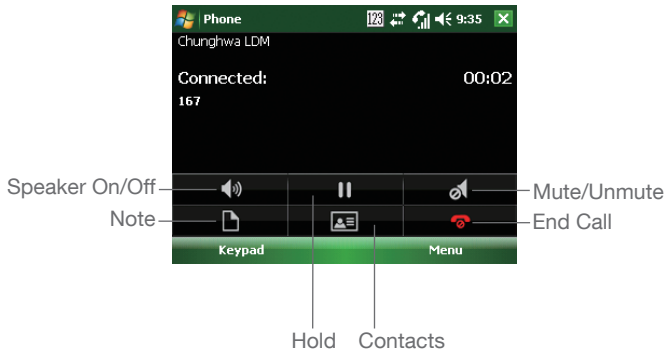 Phone 123 9:35
Chunghwa LDM
Connected: 00:02
167
Speaker On/Off
Mute/Unmute
Note
End Call
Keypad Menu
Hold Contacts